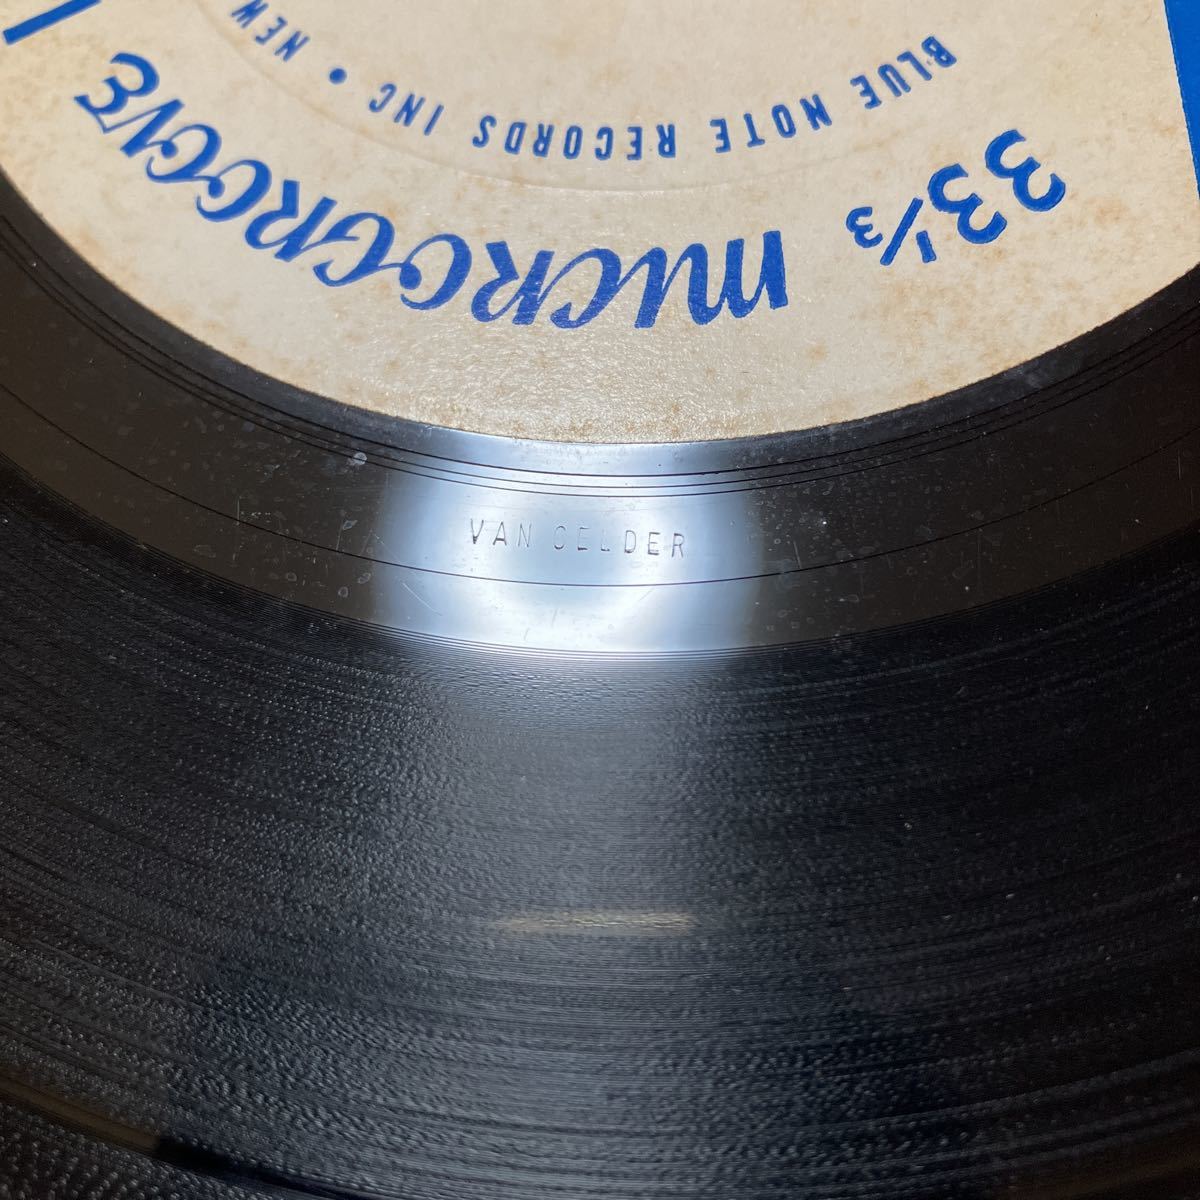 33⅓ MICROGROOVE
BLUE NOTE RECORDS INC • NEW
VAN GELDER